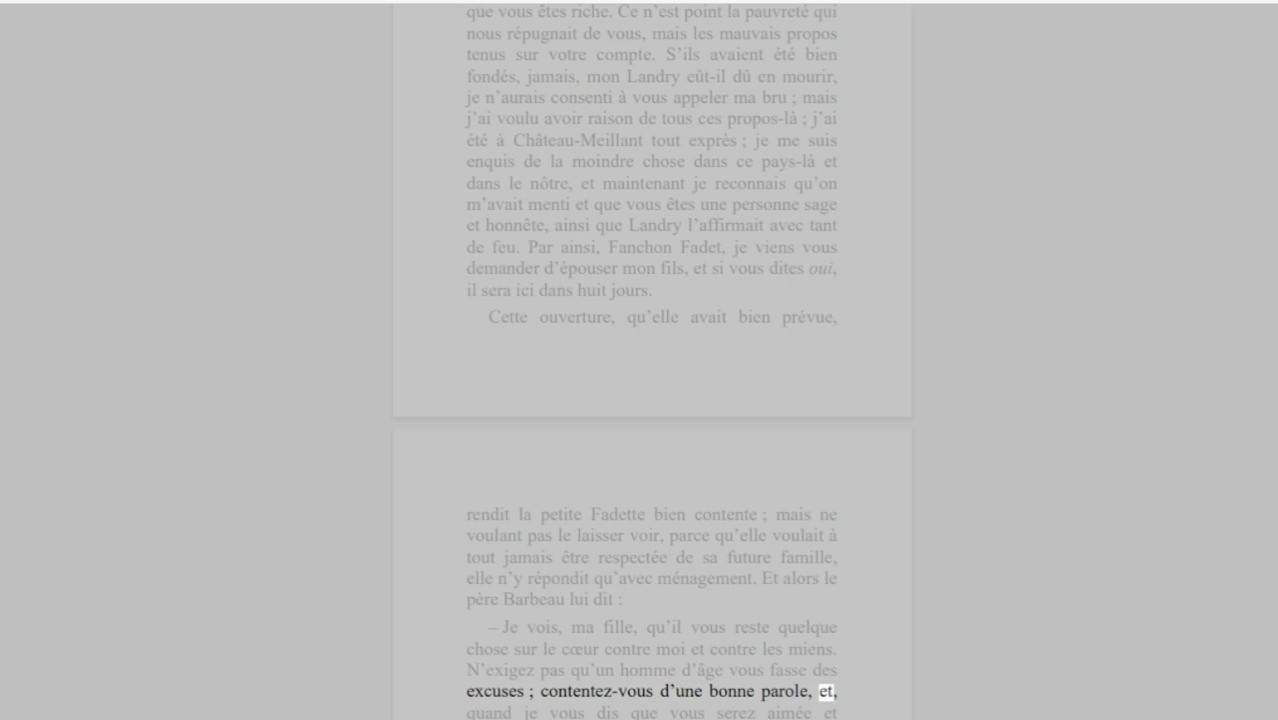 que vous êtes riche. Ce n’est point la pauvreté qui
nous répugnait de vous, mais les mauvais propos
tenus sur votre compte. S’ils avaient été bien
fondés, jamais, mon Landry eût-il dû en mourir,
je n’aurais consenti à vous appeler ma bru ; mais
j’ai voulu avoir raison de tous ces propos-là ; j’ai
été à Château-Meillant tout exprès ; je me suis
enquis de la moindre chose dans ce pays-là et
dans le nôtre, et maintenant je reconnais qu’on
m’avait menti et que vous êtes une personne sage
et honnête, ainsi que Landry l’affirmait avec tant
de feu. Par ainsi, Fanchon Fadet, je viens vous
demander d’épouser mon fils, et si vous dites oui,
il sera ici dans huit jours.
Cette ouverture, qu’elle avait bien prévue,
rendit la petite Fadette bien contente ; mais ne
voulant pas le laisser voir, parce qu’elle voulait à
tout jamais être respectée de sa future famille,
elle n’y répondit qu’avec ménagement. Et alors le
père Barbeau lui dit :
– Je vois, ma fille, qu’il vous reste quelque
chose sur le cœur contre moi et contre les miens.
N’exigez pas qu’un homme d’âge vous fasse des
excuses ; contentez-vous d’une bonne parole, et,
quand je vous dis que vous serez aimée et